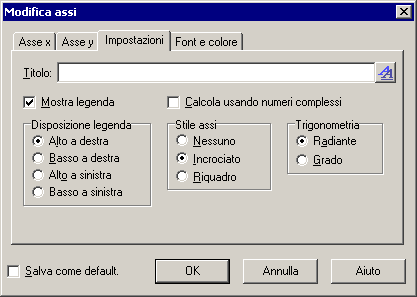 Modifica assi
Asse x Asse y Impostazioni Font e colore
Titolo:
Mostra legenda Calcola usando numeri complessi
Disposizione legenda Stile assi Trigonometria
Alto a destra Nessuno Radiante
Basso a destra Incrociato Grado
Alto a sinistra Riquadro
Basso a sinistra
Salva come default. OK Annulla Aiuto